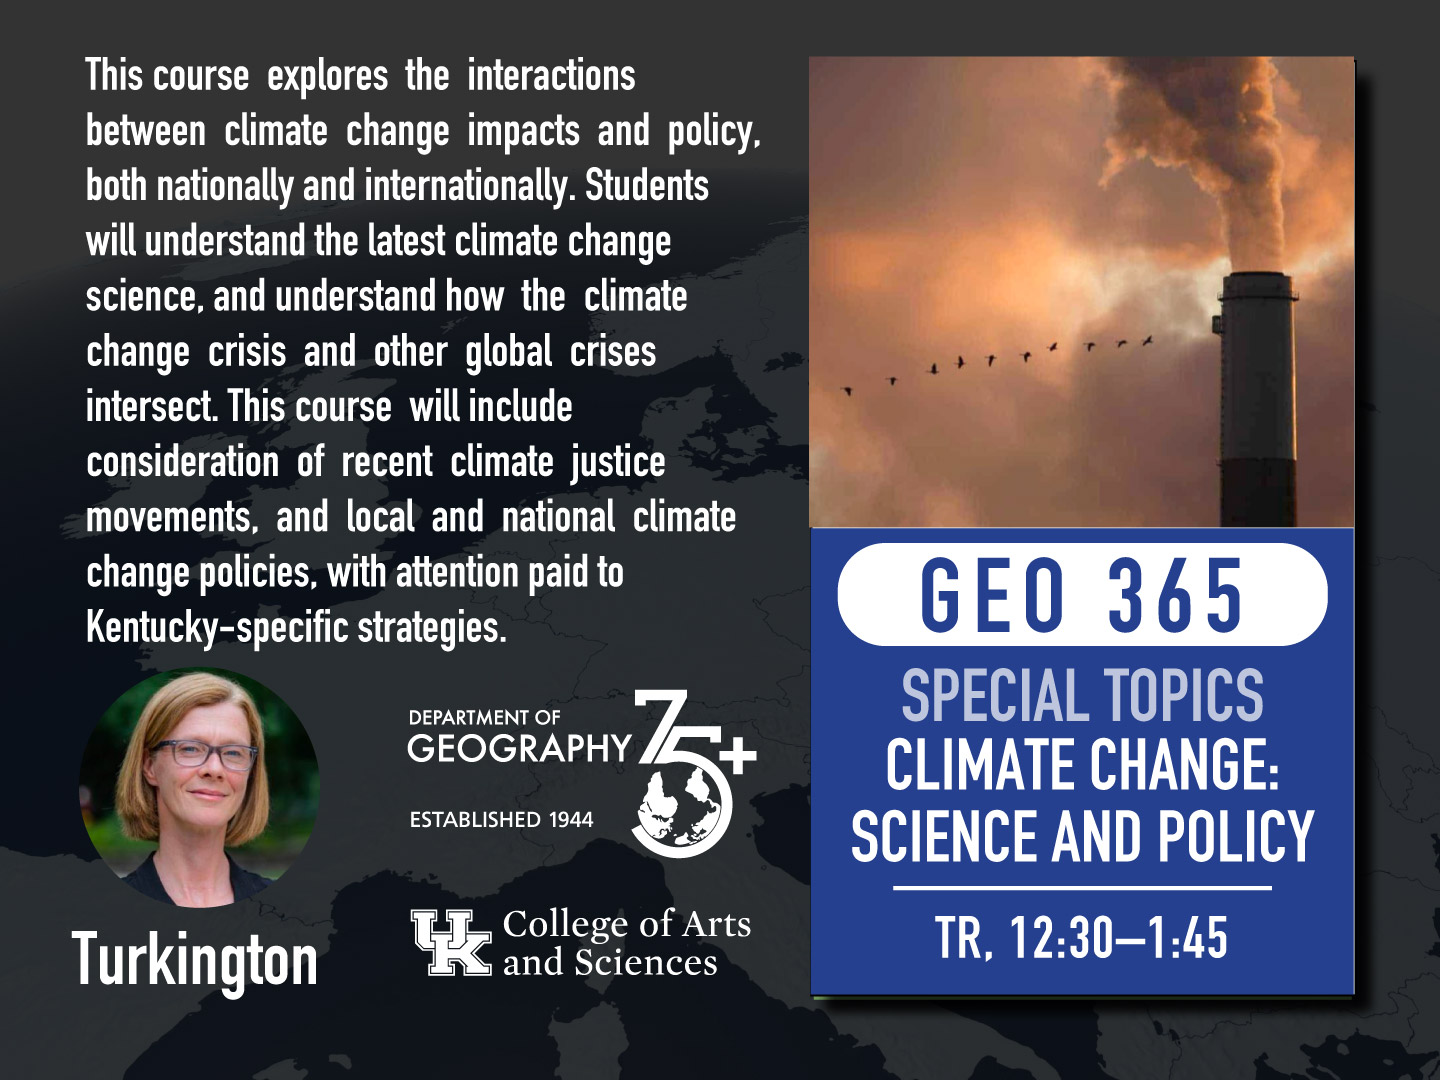 This course explores the interactions
between climate change impacts and policy,
both nationally and internationally. Students
will understand the latest climate change
science, and understand how the climate
change crisis and other global crises
intersect. This course will include
consideration of recent climate justice
movements, and local and national climate
change policies, with attention paid to
Kentucky-specific strategies.
Turkington
DEPARTMENT OF
GEOGRAPHY
75+
ESTABLISHED 1944
UK
College of Arts
and Sciences
GEO 365
SPECIAL TOPICS
CLIMATE CHANGE:
SCIENCE AND POLICY
TR, 12:30–1:45